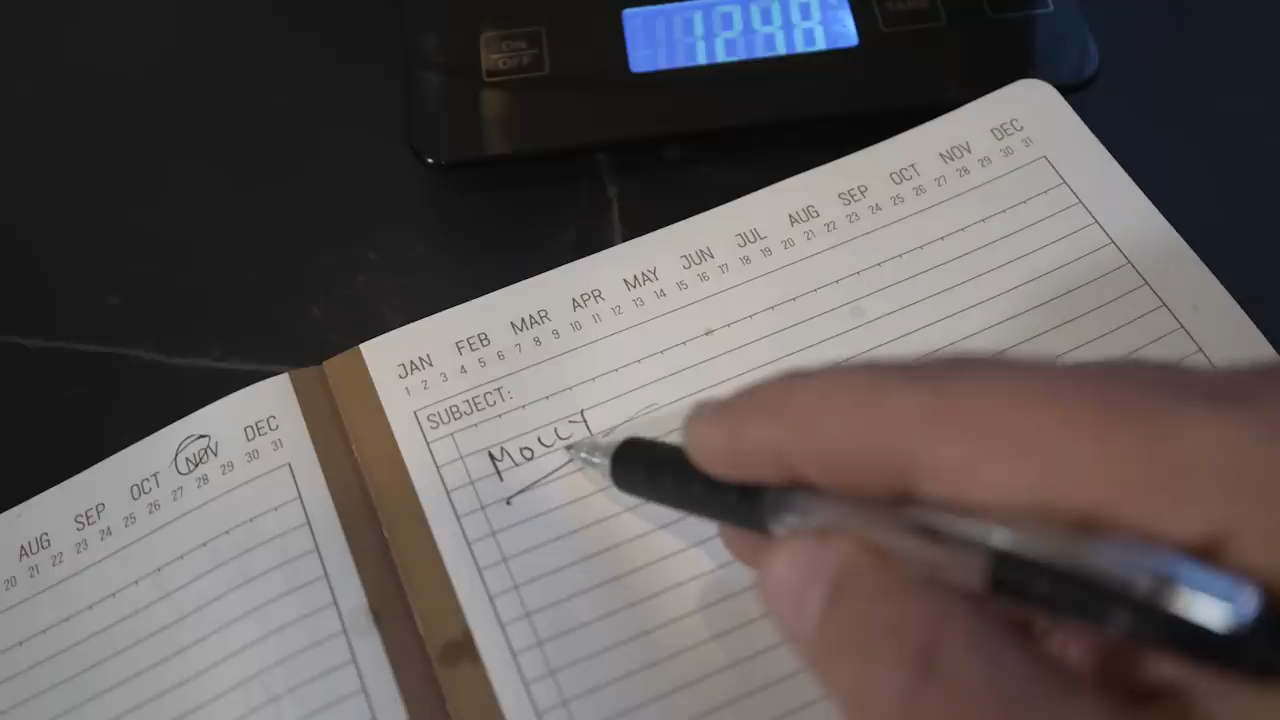 ON
OFF
1248
TARE
JAN FEB MAR APR MAY JUN JUL AUG SEP OCT NOV DEC
1 2 3 4 5 6 7 8 9 10 11 12 13 14 15 16 17 18 19 20 21 22 23 24 25 26 27 28 29 30 31
SUBJECT:
MOLLY
AUG SEP OCT NOV DEC
20 21 22 23 24 25 26 27 28 29 30 31